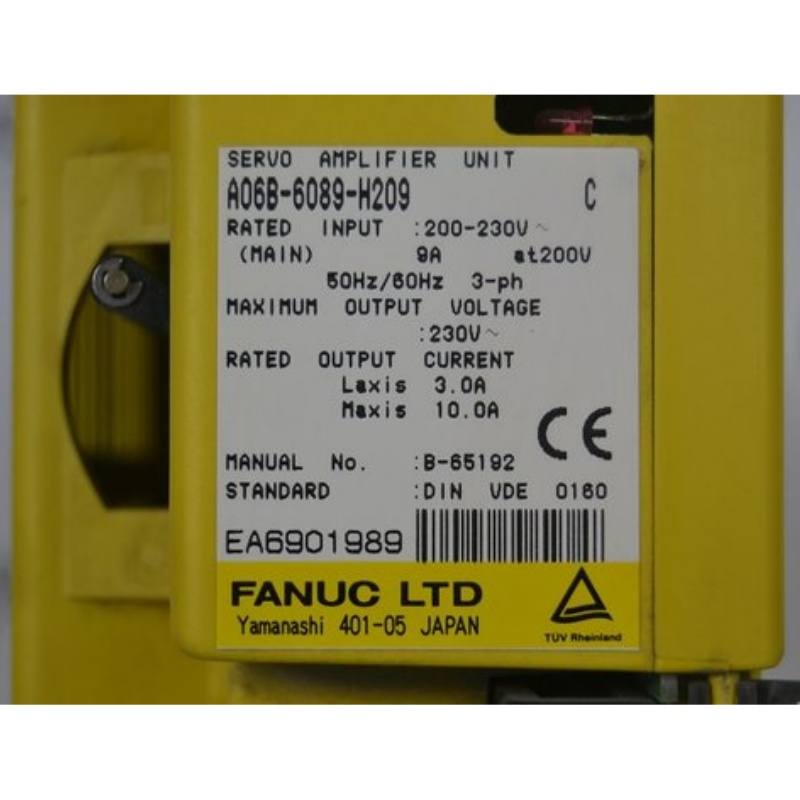 SERVO AMPLIFIER UNIT
A06B-6089-H209 C
RATED INPUT :200-230V~
(MAIN) 9A at200V
50Hz/60Hz 3-ph
MAXIMUM OUTPUT VOLTAGE
:230V~
RATED OUTPUT CURRENT
Laxis 3.0A
Maxis 10.0A
CE
MANUAL No. :B-65192
STANDARD :DIN VDE 0160
EA6901989
FANUC LTD
Yamanashi 401-05 JAPAN
TÜV Rheinland